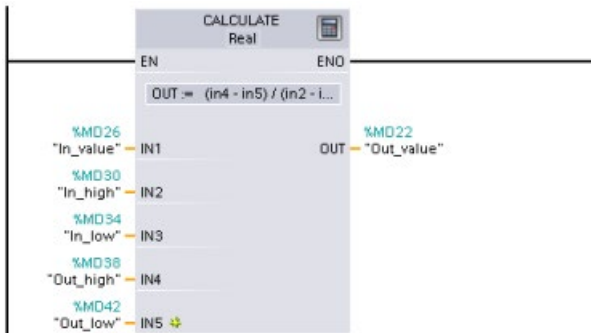 CALCULATE
Real
EN ENO
OUT := (in4 - in5) / (in2 - i...
%MD26
"In_value" IN1
%MD22
OUT "Out_value"
%MD30
"In_high" IN2
%MD34
"In_low" IN3
%MD38
"Out_high" IN4
%MD42
"Out_low" IN5